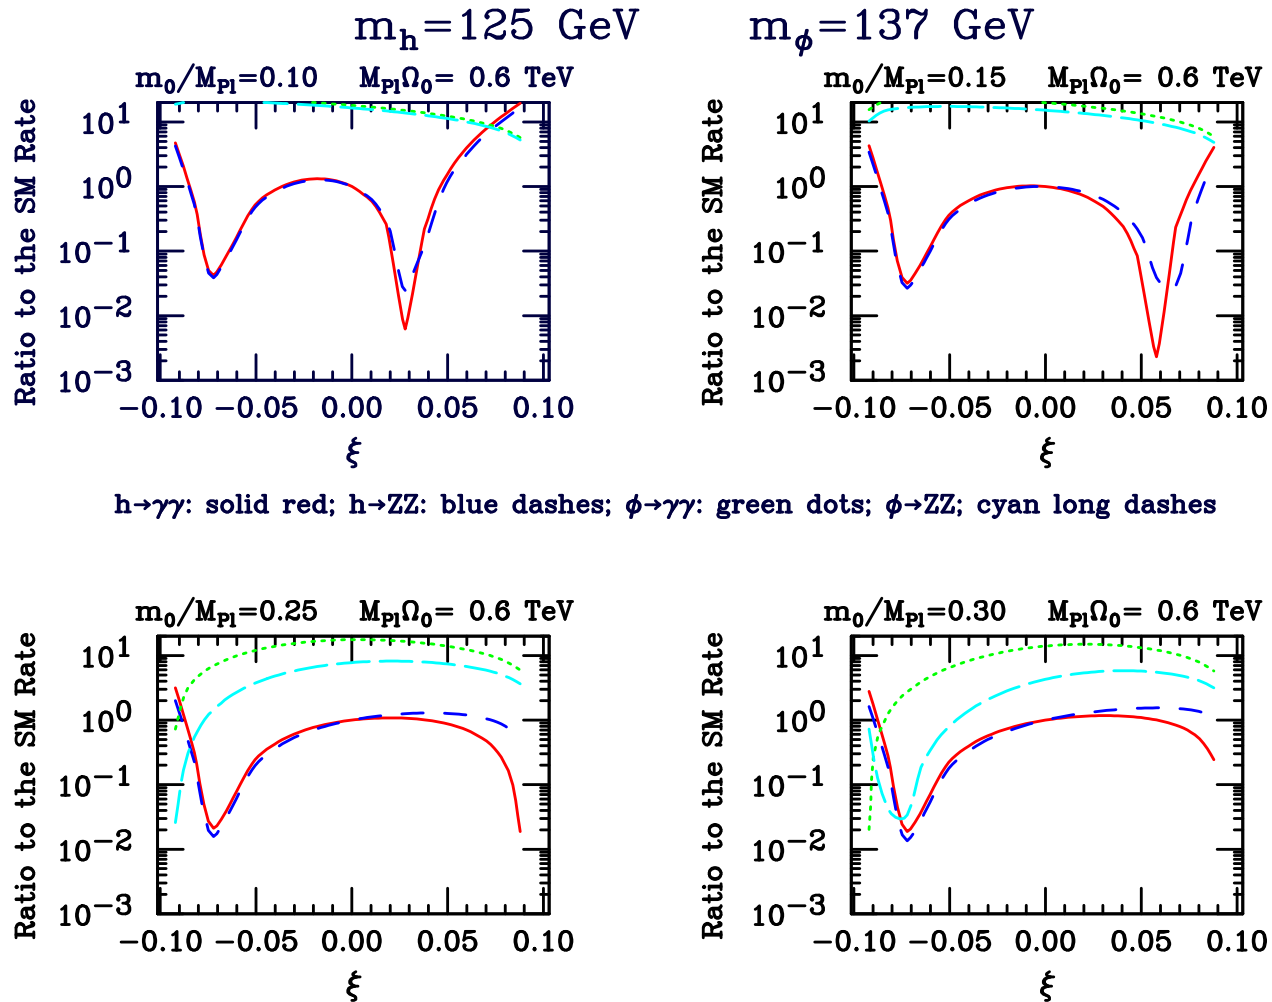 m_h=125 GeV m_ϕ=137 GeV
m_0/M_Pl=0.10 M_PlΩ_0= 0.6 TeV
m_0/M_Pl=0.15 M_PlΩ_0= 0.6 TeV
Ratio to the SM Rate
10^1
10^0
10^−1
10^−2
10^−3
−0.10 −0.05 0.00 0.05 0.10
ξ
Ratio to the SM Rate
10^1
10^0
10^−1
10^−2
10^−3
−0.10 −0.05 0.00 0.05 0.10
ξ
h→γγ: solid red; h→ZZ: blue dashes; ϕ→γγ: green dots; ϕ→ZZ; cyan long dashes
m_0/M_Pl=0.25 M_PlΩ_0= 0.6 TeV
m_0/M_Pl=0.30 M_PlΩ_0= 0.6 TeV
Ratio to the SM Rate
10^1
10^0
10^−1
10^−2
10^−3
−0.10 −0.05 0.00 0.05 0.10
ξ
Ratio to the SM Rate
10^1
10^0
10^−1
10^−2
10^−3
−0.10 −0.05 0.00 0.05 0.10
ξ